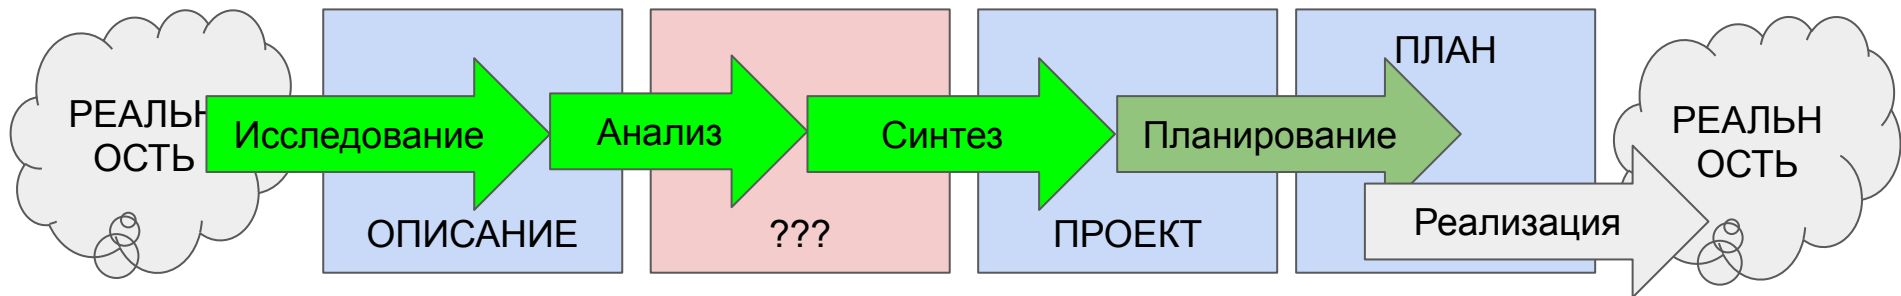 РЕАЛЬН
ОСТЬ
Исследование
ОПИСАНИЕ
Анализ
???
Синтез
ПРОЕКТ
Планирование
ПЛАН
Реализация
РЕАЛЬН
ОСТЬ